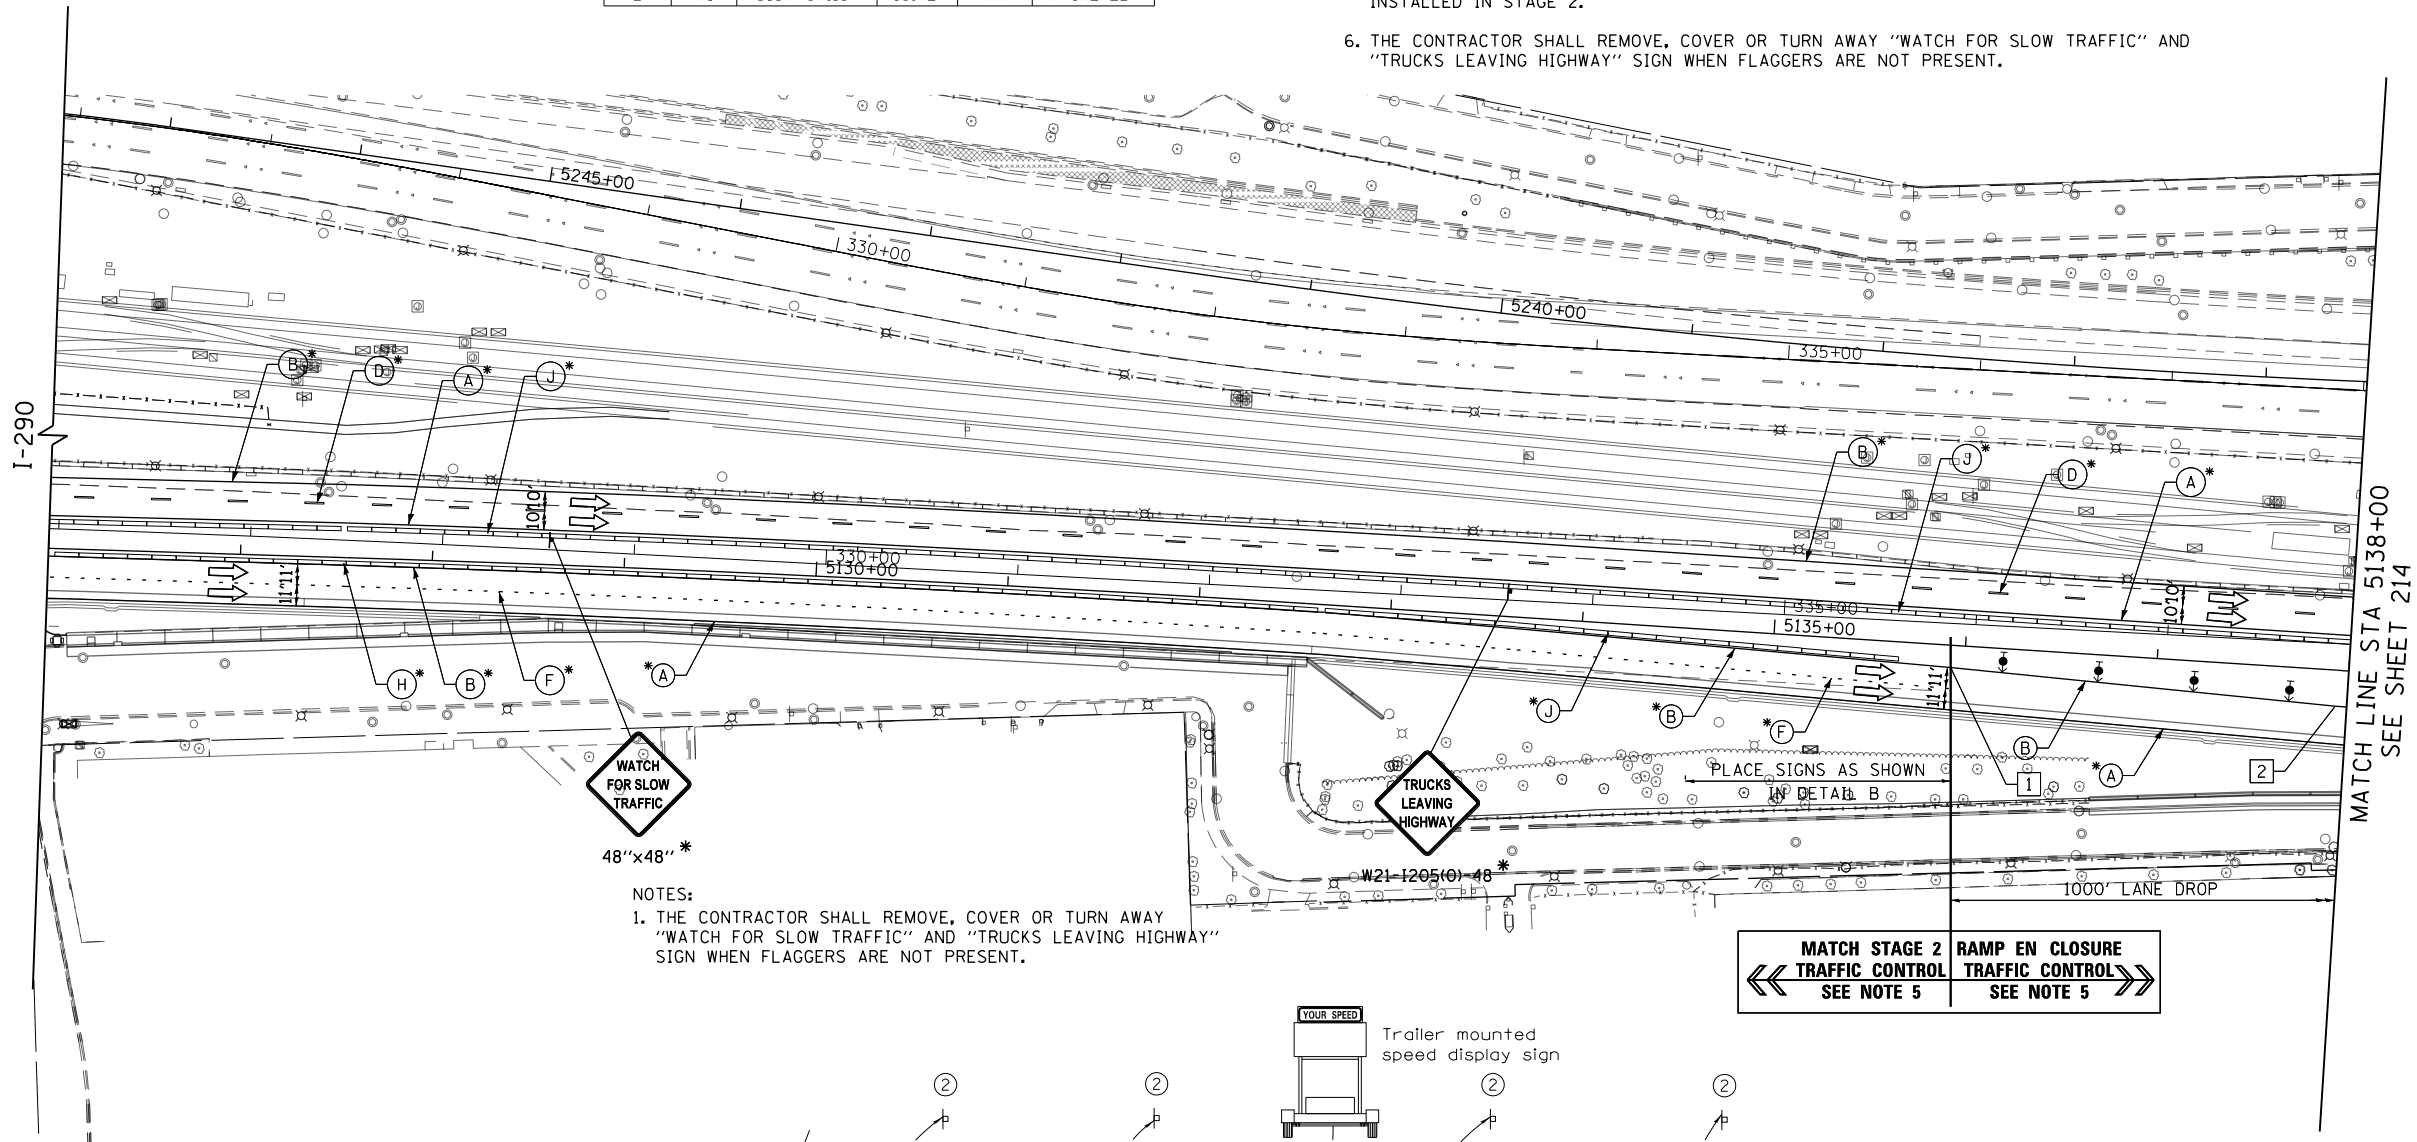 INSTALLED IN STAGE 2.
6. THE CONTRACTOR SHALL REMOVE, COVER OR TURN AWAY "WATCH FOR SLOW TRAFFIC" AND
"TRUCKS LEAVING HIGHWAY" SIGN WHEN FLAGGERS ARE NOT PRESENT.
5245+00
330+00
5240+00
335+00
I-290
B*
D*
A*
J*
B*
J*
D*
A*
10'10'
330+00
5130+00
11'11'
335+00
5135+00
10'10'
11'11'
H*
B*
F*
*A
*J
*B
*F
B
*A
1
2
MATCH LINE STA 5138+00
SEE SHEET 214
WATCH
FOR SLOW
TRAFFIC
48"x48" *
TRUCKS
LEAVING
HIGHWAY
W21-I205(O)-48 *
PLACE SIGNS AS SHOWN
IN DETAIL B
1000' LANE DROP
NOTES:
1. THE CONTRACTOR SHALL REMOVE, COVER OR TURN AWAY
"WATCH FOR SLOW TRAFFIC" AND "TRUCKS LEAVING HIGHWAY"
SIGN WHEN FLAGGERS ARE NOT PRESENT.
MATCH STAGE 2
TRAFFIC CONTROL
SEE NOTE 5
RAMP EN CLOSURE
TRAFFIC CONTROL
SEE NOTE 5
YOUR SPEED
Trailer mounted
speed display sign
2
2
2
2